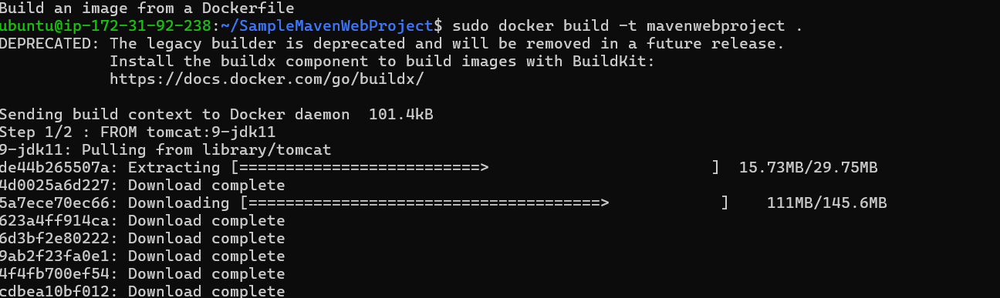 Build an image from a Dockerfile
ubuntu@ip-172-31-92-238:~/SampleMavenWebProject$ sudo docker build -t mavenwebproject .
DEPRECATED: The legacy builder is deprecated and will be removed in a future release.
            Install the buildx component to build images with BuildKit:
            https://docs.docker.com/go/buildx/

Sending build context to Docker daemon  101.4kB
Step 1/2 : FROM tomcat:9-jdk11
9-jdk11: Pulling from library/tomcat
de44b265507a: Extracting [==========================>                        ]  15.73MB/29.75MB
4d0025a6d227: Download complete
5a7ece70ec66: Downloading [======================================>            ]    111MB/145.6MB
623a4ff914ca: Download complete
6d3bf2e80222: Download complete
9ab2f23fa0e1: Download complete
4f4fb700ef54: Download complete
cdbea10bf012: Download complete